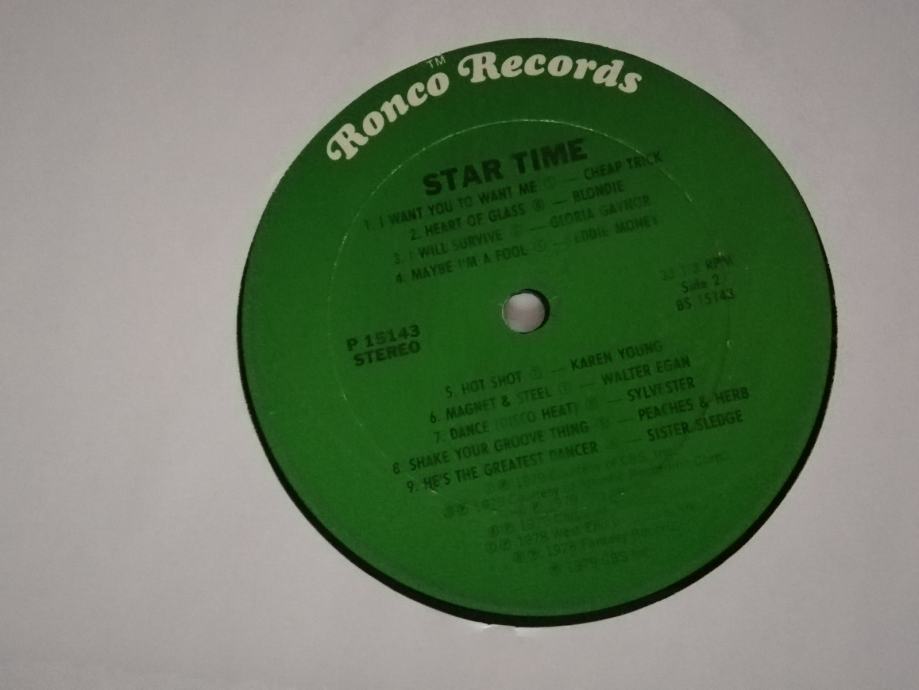 Ronco™ Records
STAR TIME
1. I WANT YOU TO WANT ME — CHEAP TRICK
2. HEART OF GLASS — BLONDIE
3. I WILL SURVIVE — GLORIA GAYNOR
4. MAYBE I'M A FOOL — EDDIE MONEY
33 1/3 RPM
Side 2
BS 15143
P 15143
STEREO
5. HOT SHOT — KAREN YOUNG
6. MAGNET & STEEL — WALTER EGAN
7. DANCE (DISCO HEAT) — SYLVESTER
8. SHAKE YOUR GROOVE THING — PEACHES & HERB
9. HE'S THE GREATEST DANCER — SISTER SLEDGE
℗ 1979 CBS Inc.